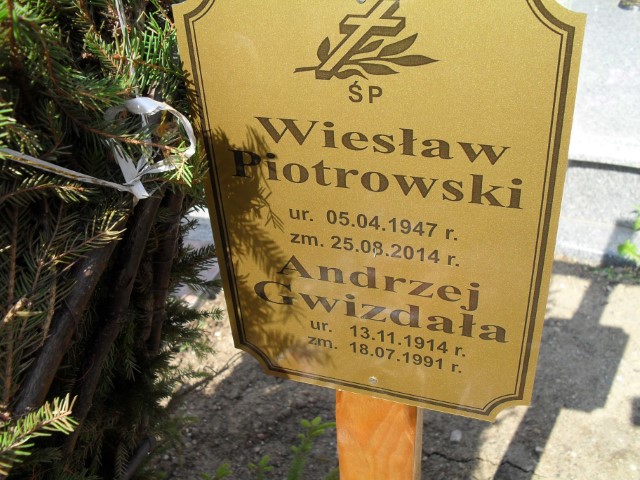 ŚP
Wiesław
Piotrowski
ur. 05.04.1947 r.
zm. 25.08.2014 r.
Andrzej
Gwizdała
ur. 13.11.1914 r.
zm. 18.07.1991 r.